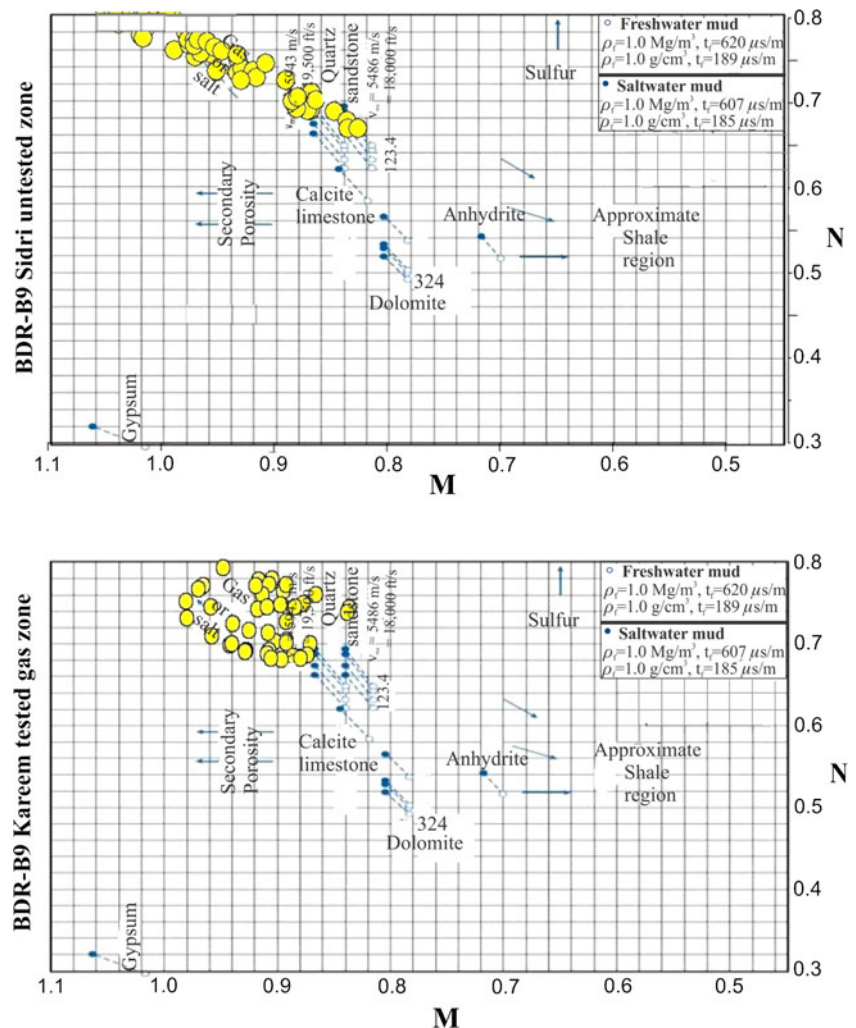 BDR-B9 Sidri untested zone
0.8
0.7
0.6
0.5
0.4
0.3
N
Freshwater mud
ρf=1.0 Mg/m³, tf=620 µs/m
ρf=1.0 g/cm³, tf=189 µs/m
Saltwater mud
ρf=1.0 Mg/m³, tf=607 µs/m
ρf=1.0 g/cm³, tf=185 µs/m
Gas
or
salt
5943 m/s
19,500 ft/s
Quartz
sandstone
Vma = 5486 m/s
= 18,000 ft/s
Sulfur
123.4
Secondary
Porosity
Calcite
limestone
Anhydrite
Approximate
Shale
region
324
Dolomite
Gypsum
1.1
1.0
0.9
0.8
0.7
0.6
0.5
M
BDR-B9 Kareem tested gas zone
0.8
0.7
0.6
0.5
0.4
0.3
N
Freshwater mud
ρf=1.0 Mg/m³, tf=620 µs/m
ρf=1.0 g/cm³, tf=189 µs/m
Saltwater mud
ρf=1.0 Mg/m³, tf=607 µs/m
ρf=1.0 g/cm³, tf=185 µs/m
Gas
or
salt
m/s
19,500 ft/s
Quartz
sandstone
Vma = 5486 m/s
= 18,000 ft/s
Sulfur
123.4
Secondary
Porosity
Calcite
limestone
Anhydrite
Approximate
Shale
region
324
Dolomite
Gypsum
1.1
1.0
0.9
0.8
0.7
0.6
0.5
M